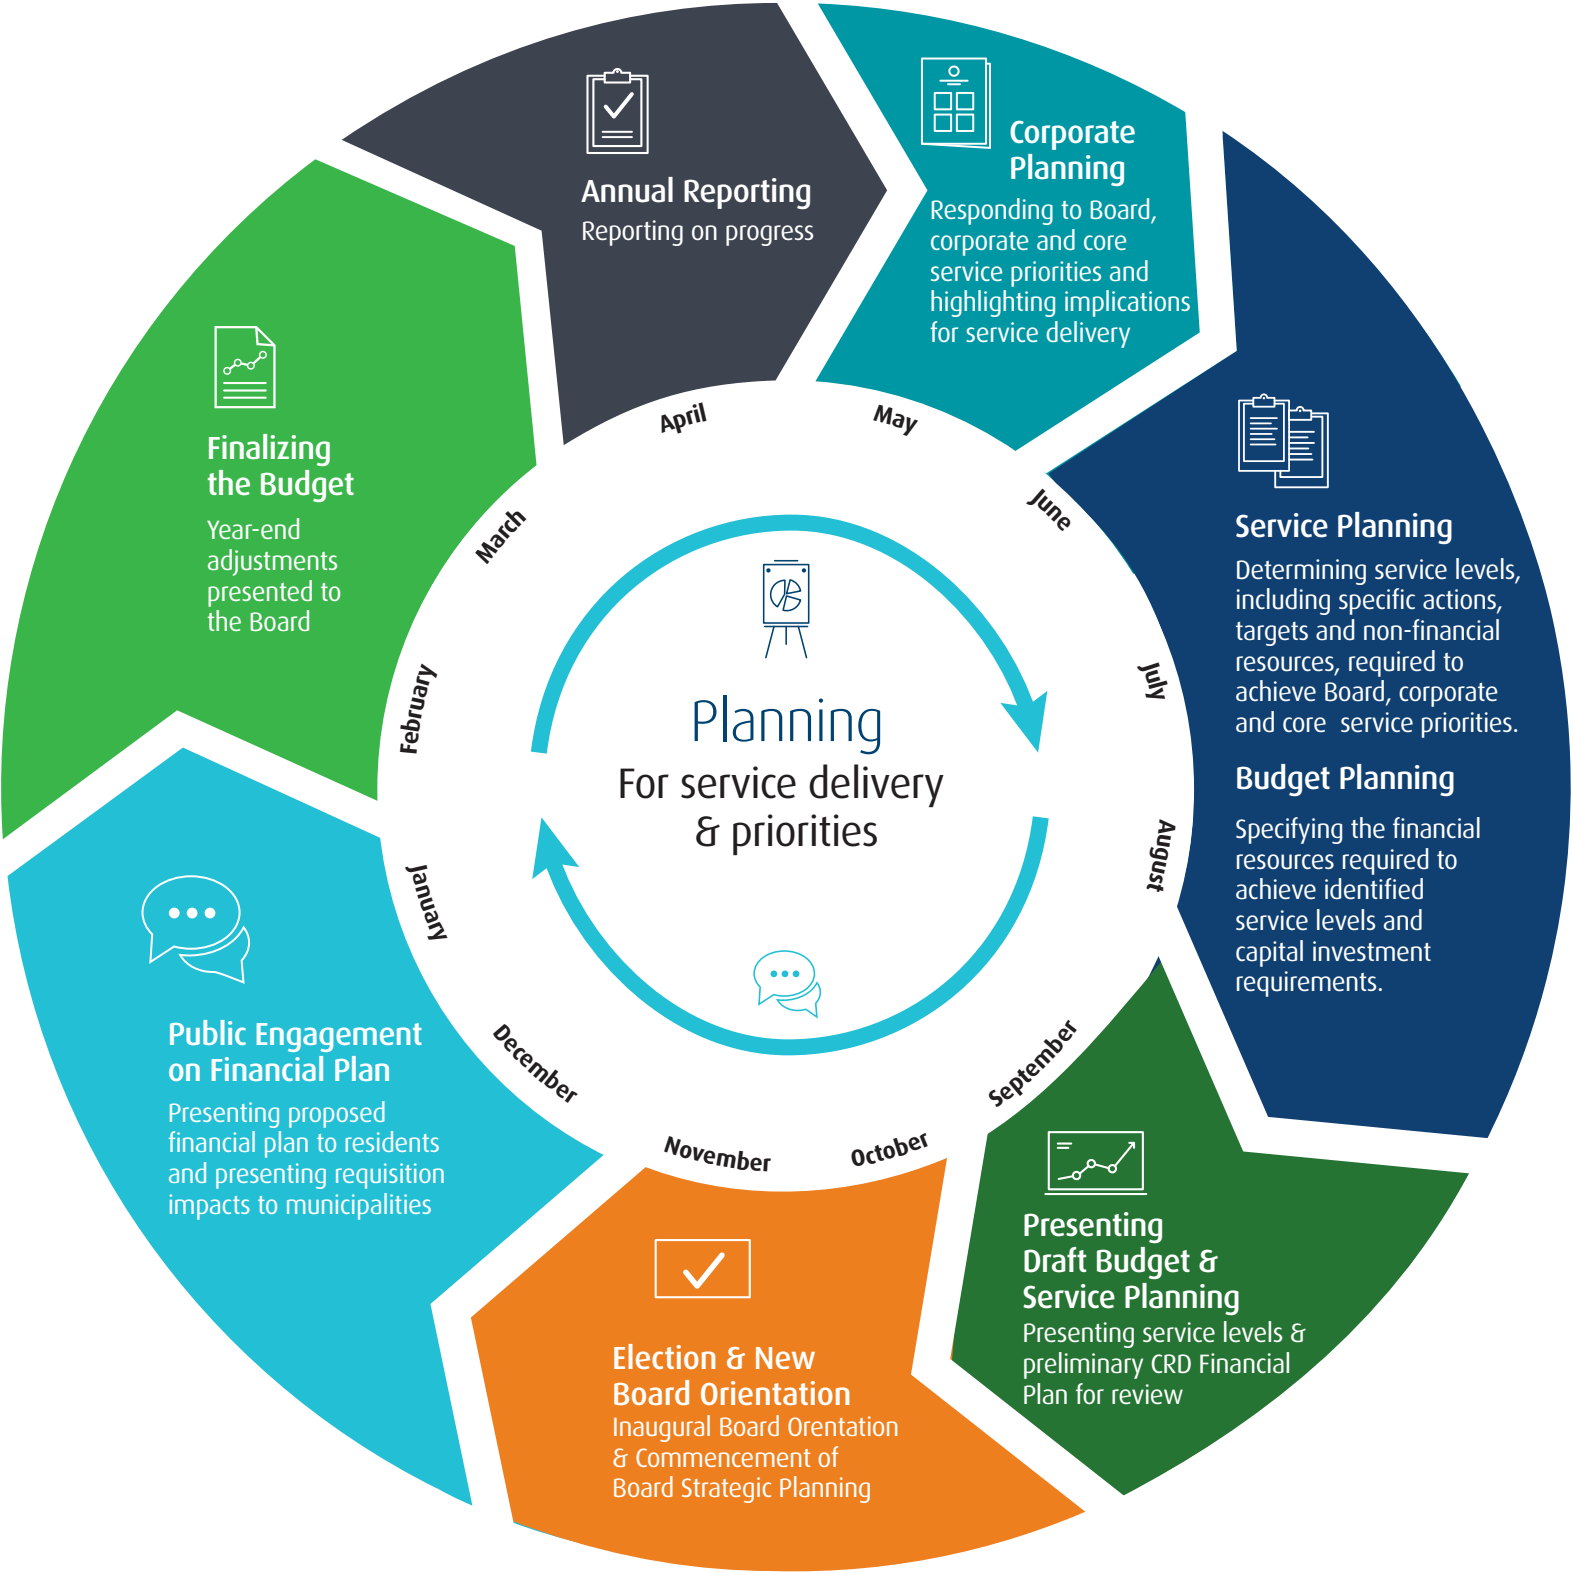 Annual Reporting
Reporting on progress
Corporate
Planning
Responding to Board,
corporate and core
service priorities and
highlighting implications
for service delivery
Service Planning
Determining service levels,
including specific actions,
targets and non-financial
resources, required to
achieve Board, corporate
and core service priorities.
Budget Planning
Specifying the financial
resources required to
achieve identified
service levels and
capital investment
requirements.
Presenting
Draft Budget &
Service Planning
Presenting service levels &
preliminary CRD Financial
Plan for review
Election & New
Board Orientation
Inaugural Board Orentation
& Commencement of
Board Strategic Planning
Public Engagement
on Financial Plan
Presenting proposed
financial plan to residents
and presenting requisition
impacts to municipalities
Finalizing
the Budget
Year-end
adjustments
presented to
the Board
April
May
June
July
August
September
October
November
December
January
February
March
Planning
For service delivery
& priorities